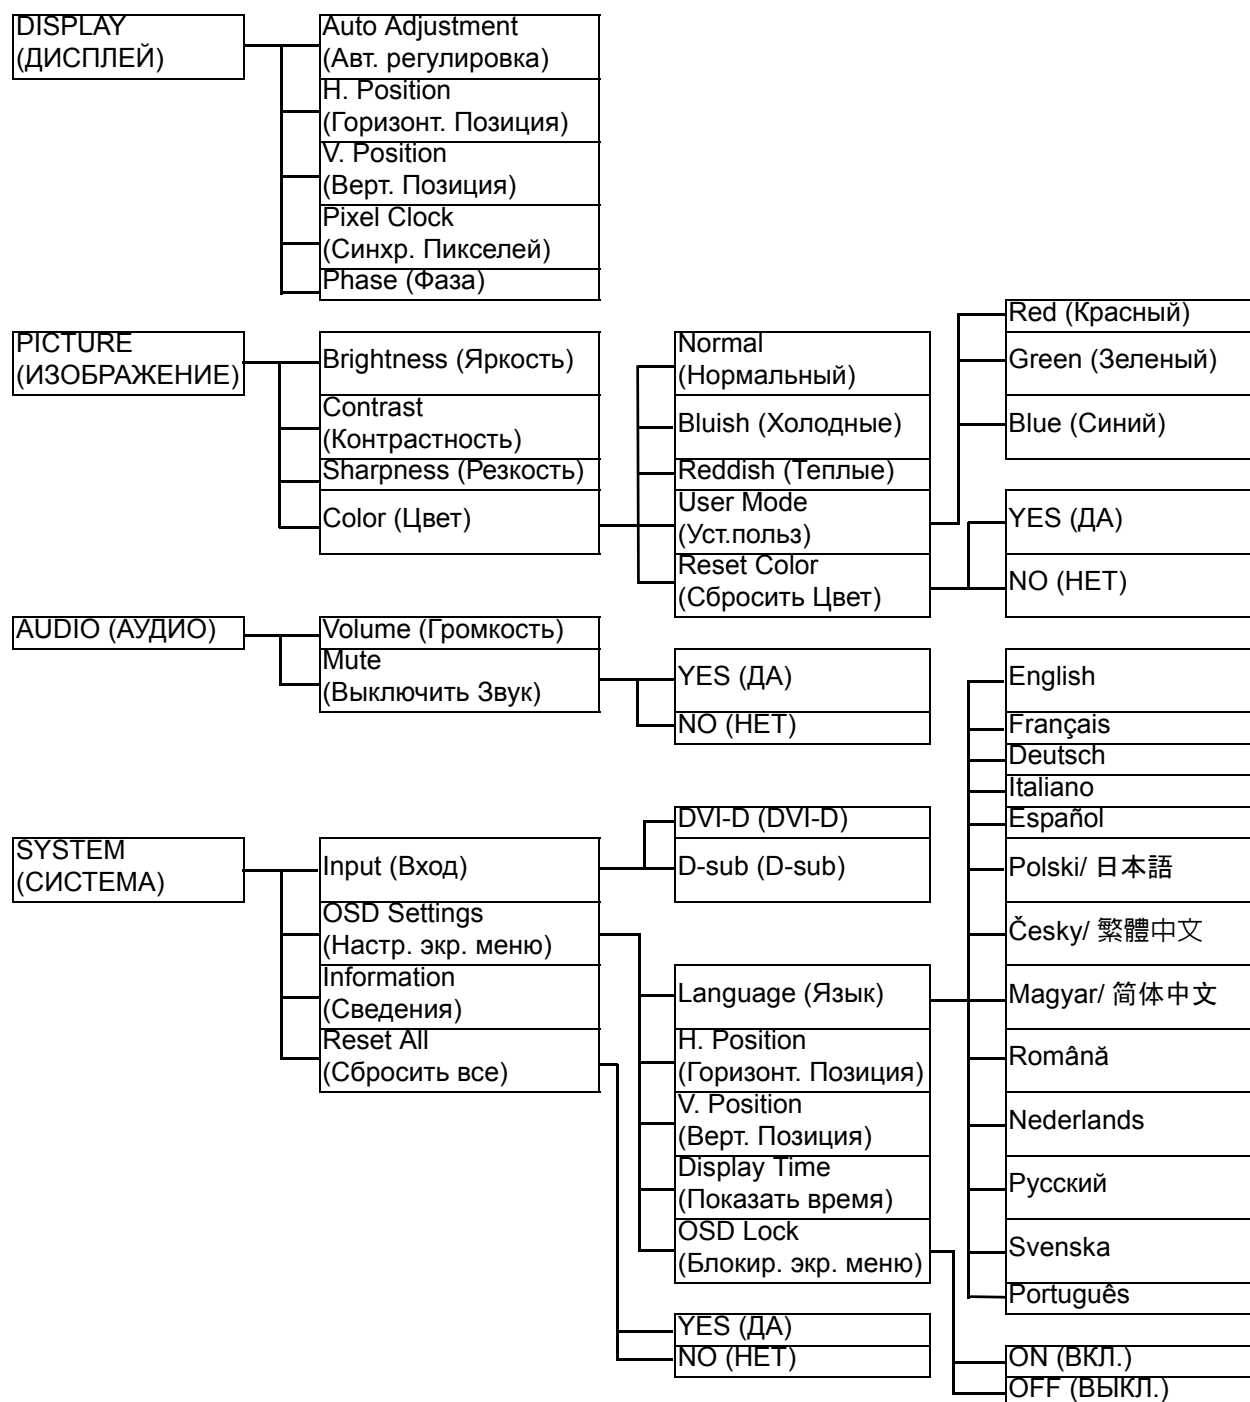 DISPLAY
(ДИСПЛЕЙ)
Auto Adjustment
(Авт. регулировка)
H. Position
(Горизонт. Позиция)
V. Position
(Верт. Позиция)
Pixel Clock
(Синхр. Пикселей)
Phase (Фаза)
PICTURE
(ИЗОБРАЖЕНИЕ)
Brightness (Яркость)
Contrast
(Контрастность)
Sharpness (Резкость)
Color (Цвет)
Normal
(Нормальный)
Bluish (Холодные)
Reddish (Теплые)
User Mode
(Уст.польз)
Reset Color
(Сбросить Цвет)
Red (Красный)
Green (Зеленый)
Blue (Синий)
YES (ДА)
NO (НЕТ)
AUDIO (АУДИО)
Volume (Громкость)
Mute
(Выключить Звук)
YES (ДА)
NO (НЕТ)
SYSTEM
(СИСТЕМА)
Input (Вход)
OSD Settings
(Настр. экр. меню)
Information
(Сведения)
Reset All
(Сбросить все)
DVI-D (DVI-D)
D-sub (D-sub)
Language (Язык)
H. Position
(Горизонт. Позиция)
V. Position
(Верт. Позиция)
Display Time
(Показать время)
OSD Lock
(Блокир. экр. меню)
YES (ДА)
NO (НЕТ)
English
Français
Deutsch
Italiano
Español
Polski/ 日本語
Česky/ 繁體中文
Magyar/ 简体中文
Română
Nederlands
Русский
Svenska
Português
ON (ВКЛ.)
OFF (ВЫКЛ.)